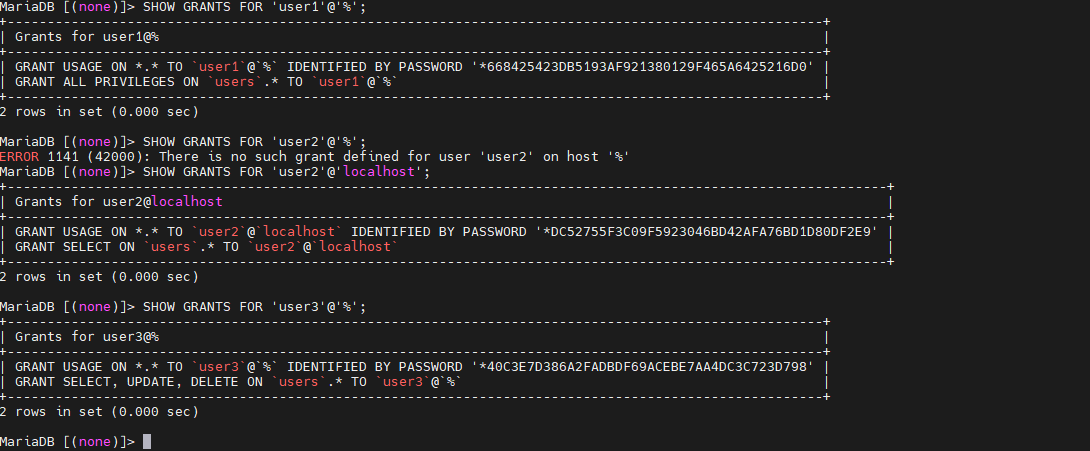 MariaDB [(none)]> SHOW GRANTS FOR 'user1'@'%';
+------------------------------------------------------------------------------------------------------+
| Grants for user1@% |
+------------------------------------------------------------------------------------------------------+
| GRANT USAGE ON *.* TO `user1`@`%` IDENTIFIED BY PASSWORD '*668425423DB5193AF921380129F465A6425216D0' |
| GRANT ALL PRIVILEGES ON `users`.* TO `user1`@`%` |
+------------------------------------------------------------------------------------------------------+
2 rows in set (0.000 sec)
MariaDB [(none)]> SHOW GRANTS FOR 'user2'@'%';
ERROR 1141 (42000): There is no such grant defined for user 'user2' on host '%'
MariaDB [(none)]> SHOW GRANTS FOR 'user2'@'localhost';
+--------------------------------------------------------------------------------------------------------------+
| Grants for user2@localhost |
+--------------------------------------------------------------------------------------------------------------+
| GRANT USAGE ON *.* TO `user2`@`localhost` IDENTIFIED BY PASSWORD '*DC52755F3C09F5923046BD42AFA76BD1D80DF2E9' |
| GRANT SELECT ON `users`.* TO `user2`@`localhost` |
+--------------------------------------------------------------------------------------------------------------+
2 rows in set (0.000 sec)
MariaDB [(none)]> SHOW GRANTS FOR 'user3'@'%';
+------------------------------------------------------------------------------------------------------+
| Grants for user3@% |
+------------------------------------------------------------------------------------------------------+
| GRANT USAGE ON *.* TO `user3`@`%` IDENTIFIED BY PASSWORD '*40C3E7D386A2FADBDF69ACEBE7AA4DC3C723D798' |
| GRANT SELECT, UPDATE, DELETE ON `users`.* TO `user3`@`%` |
+------------------------------------------------------------------------------------------------------+
2 rows in set (0.000 sec)
MariaDB [(none)]>